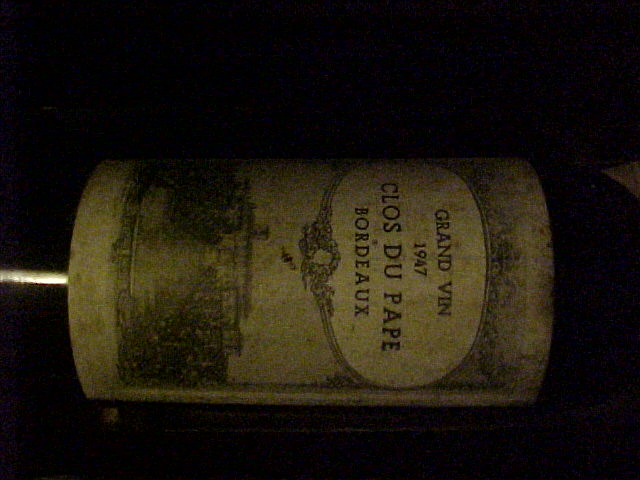 GRAND VIN
1947
CLOS DU PAPE
BORDEAUX